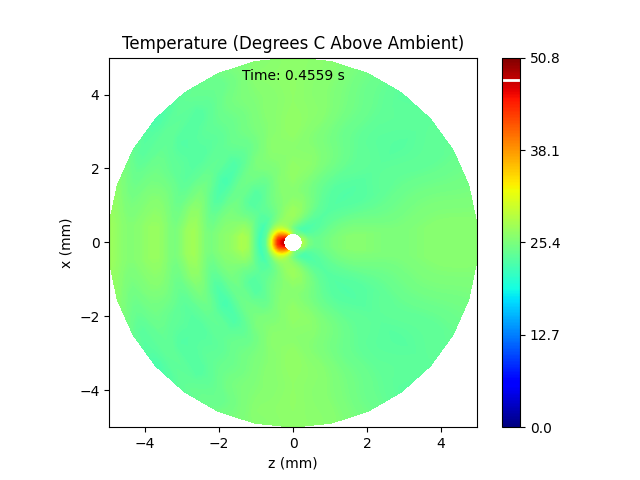 Temperature (Degrees C Above Ambient)
Time: 0.4559 s
50.8
38.1
25.4
12.7
0.0
4
2
0
−2
−4
x (mm)
−4 −2 0 2 4
z (mm)